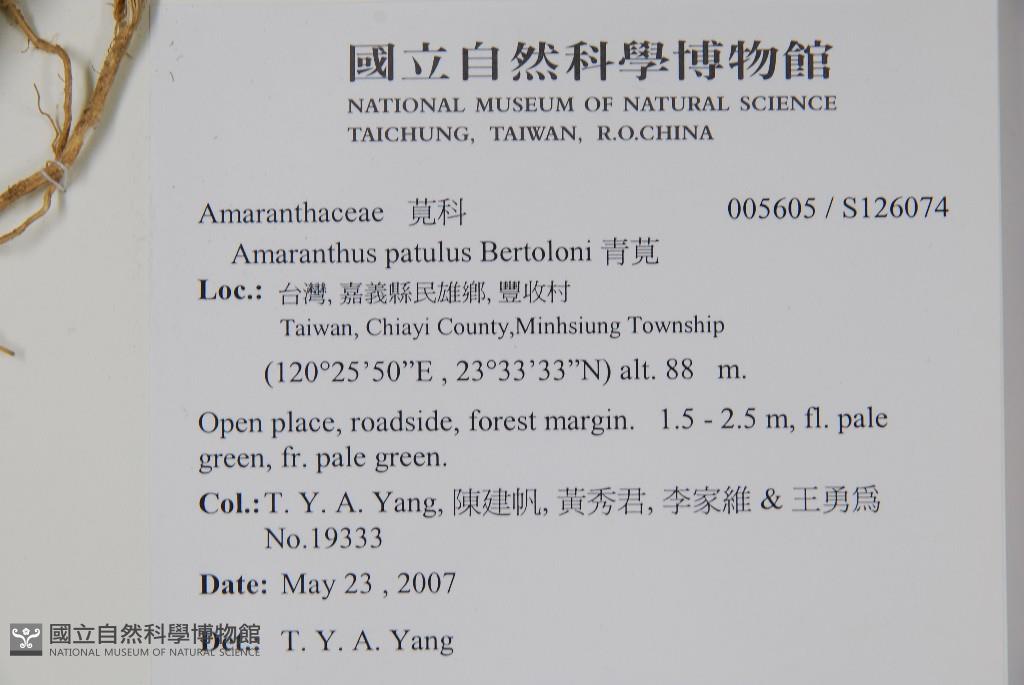 國立自然科學博物館
NATIONAL MUSEUM OF NATURAL SCIENCE
TAICHUNG, TAIWAN, R.O.CHINA
Amaranthaceae 莧科 005605 / S126074
Amaranthus patulus Bertoloni 青莧
Loc.: 台灣, 嘉義縣民雄鄉, 豐收村
Taiwan, Chiayi County,Minhsiung Township
(120°25’50”E , 23°33’33”N) alt. 88 m.
Open place, roadside, forest margin. 1.5 - 2.5 m, fl. pale
green, fr. pale green.
Col.: T. Y. A. Yang, 陳建帆, 黃秀君, 李家維 & 王勇為
No.19333
Date: May 23 , 2007
Det.: T. Y. A. Yang
國立自然科學博物館
NATIONAL MUSEUM OF NATURAL SCIENCE